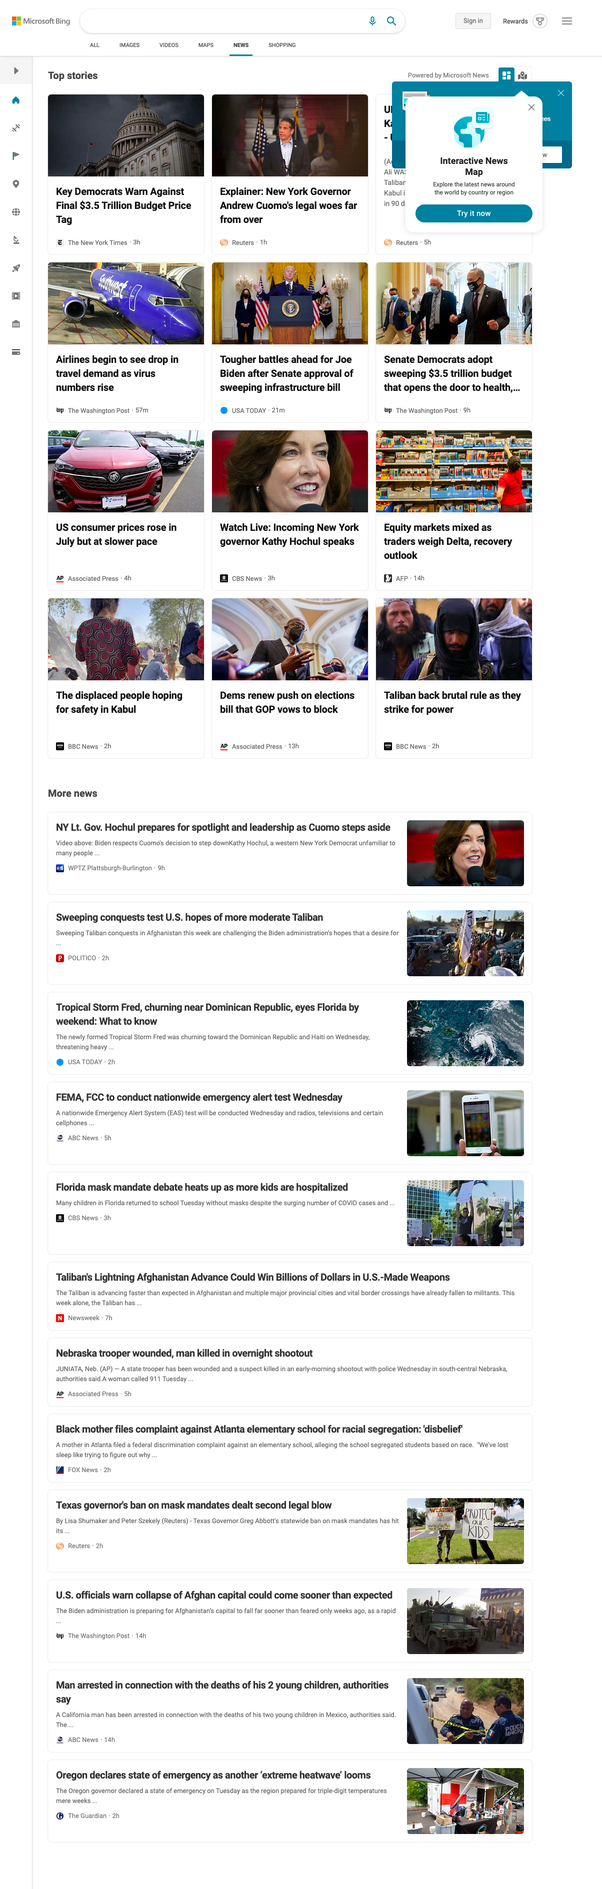 Microsoft Bing
Sign in
Rewards
ALL
IMAGES
VIDEOS
MAPS
NEWS
SHOPPING
Top stories
Powered by Microsoft News
Interactive News
Map
Explore the latest news around
the world by country or region
Try it now
Key Democrats Warn Against
Final $3.5 Trillion Budget Price
Tag
The New York Times · 3h
Explainer: New York Governor
Andrew Cuomo's legal woes far
from over
Reuters · 1h
Ka
(A
Ali WAS
Taliban
Kabul i
in 90 d
Reuters · 5h
Southwest
Airlines begin to see drop in
travel demand as virus
numbers rise
The Washington Post · 57m
Tougher battles ahead for Joe
Biden after Senate approval of
sweeping infrastructure bill
USA TODAY · 21m
Senate Democrats adopt
sweeping $3.5 trillion budget
that opens the door to health,...
The Washington Post · 9h
US consumer prices rose in
July but at slower pace
AP Associated Press · 4h
Watch Live: Incoming New York
governor Kathy Hochul speaks
CBS News · 3h
Equity markets mixed as
traders weigh Delta, recovery
outlook
AFP · 14h
The displaced people hoping
for safety in Kabul
BBC News · 2h
Dems renew push on elections
bill that GOP vows to block
AP Associated Press · 13h
Taliban back brutal rule as they
strike for power
BBC News · 2h
More news
NY Lt. Gov. Hochul prepares for spotlight and leadership as Cuomo steps aside
Video above: Biden respects Cuomo's decision to step downKathy Hochul, a western New York Democrat unfamiliar to
many people ...
WPTZ Plattsburgh-Burlington · 9h
Sweeping conquests test U.S. hopes of more moderate Taliban
Sweeping Taliban conquests in Afghanistan this week are challenging the Biden administration's hopes that a desire for
...
P POLITICO · 2h
Tropical Storm Fred, churning near Dominican Republic, eyes Florida by
weekend: What to know
The newly formed Tropical Storm Fred was churning toward the Dominican Republic and Haiti on Wednesday,
threatening heavy ...
USA TODAY · 2h
FEMA, FCC to conduct nationwide emergency alert test Wednesday
A nationwide Emergency Alert System (EAS) test will be conducted Wednesday and radios, televisions and certain
cellphones ...
ABC News · 5h
Florida mask mandate debate heats up as more kids are hospitalized
Many children in Florida returned to school Tuesday without masks despite the surging number of COVID cases and ...
CBS News · 3h
Taliban's Lightning Afghanistan Advance Could Win Billions of Dollars in U.S.-Made Weapons
The Taliban is advancing faster than expected in Afghanistan and multiple major provincial cities and vital border crossings have already fallen to militants. This
week alone, the Taliban has ...
N Newsweek · 7h
Nebraska trooper wounded, man killed in overnight shootout
JUNIATA, Neb. (AP) — A state trooper has been wounded and a suspect killed in an early-morning shootout with police Wednesday in south-central Nebraska,
authorities said.A woman called 911 Tuesday ...
AP Associated Press · 5h
Black mother files complaint against Atlanta elementary school for racial segregation: 'disbelief'
A mother in Atlanta filed a federal discrimination complaint against an elementary school, alleging the school segregated students based on race. "We've lost
sleep like trying to figure out why ...
FOX News · 2h
Texas governor's ban on mask mandates dealt second legal blow
By Lisa Shumaker and Peter Szekely (Reuters) - Texas Governor Greg Abbott's statewide ban on mask mandates has hit
its ...
Reuters · 2h
PROTECT
OUR
KIDS
U.S. officials warn collapse of Afghan capital could come sooner than expected
The Biden administration is preparing for Afghanistan's capital to fall far sooner than feared only weeks ago, as a rapid
...
The Washington Post · 14h
Man arrested in connection with the deaths of his 2 young children, authorities
say
A California man has been arrested in connection with the deaths of his two young children in Mexico, authorities said.
The ...
ABC News · 14h
Oregon declares state of emergency as another 'extreme heatwave' looms
The Oregon governor declared a state of emergency on Tuesday as the region prepared for triple-digit temperatures
mere weeks ...
The Guardian · 2h